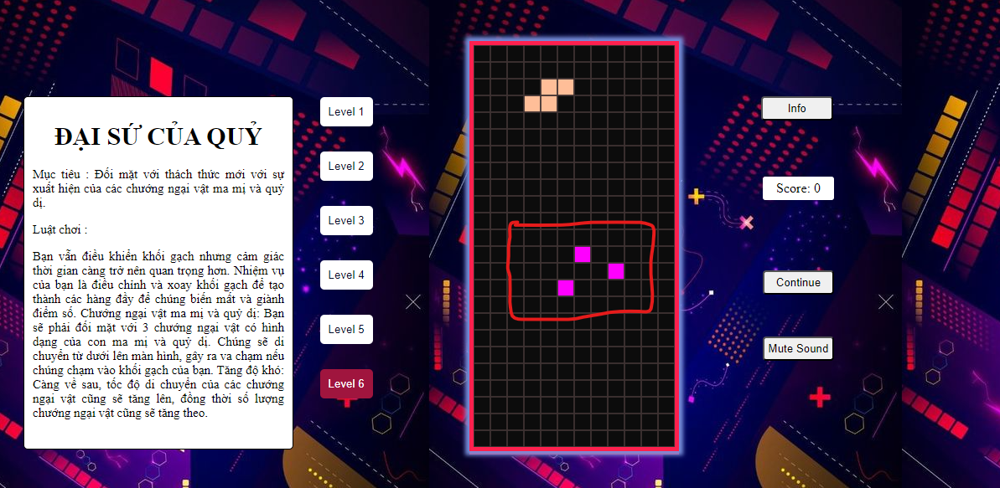 ĐẠI SỨ CỦA QUỶ
Mục tiêu : Đối mặt với thách thức mới với sự
xuất hiện của các chướng ngại vật ma mị và quỷ
dị.
Luật chơi :
Bạn vẫn điều khiển khối gạch nhưng cảm giác
thời gian càng trở nên quan trọng hơn. Nhiệm vụ
của bạn là điều chỉnh và xoay khối gạch để tạo
thành các hàng đầy để chúng biến mất và giành
điểm số. Chướng ngại vật ma mị và quỷ dị: Bạn
sẽ phải đối mặt với 3 chướng ngại vật có hình
dạng của con ma mị và quỷ dị. Chúng sẽ di
chuyển từ dưới lên màn hình, gây ra va chạm nếu
chúng chạm vào khối gạch của bạn. Tăng độ khó:
Càng về sau, tốc độ di chuyển của các chướng
ngại vật cũng sẽ tăng lên, đồng thời số lượng
chướng ngại vật cũng sẽ tăng theo.
Level 1
Level 2
Level 3
Level 4
Level 5
Level 6
Info
Score: 0
Continue
Mute Sound